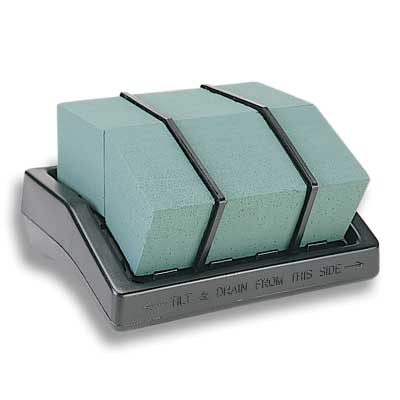 ← TILT & DRAIN FROM THIS SIDE →